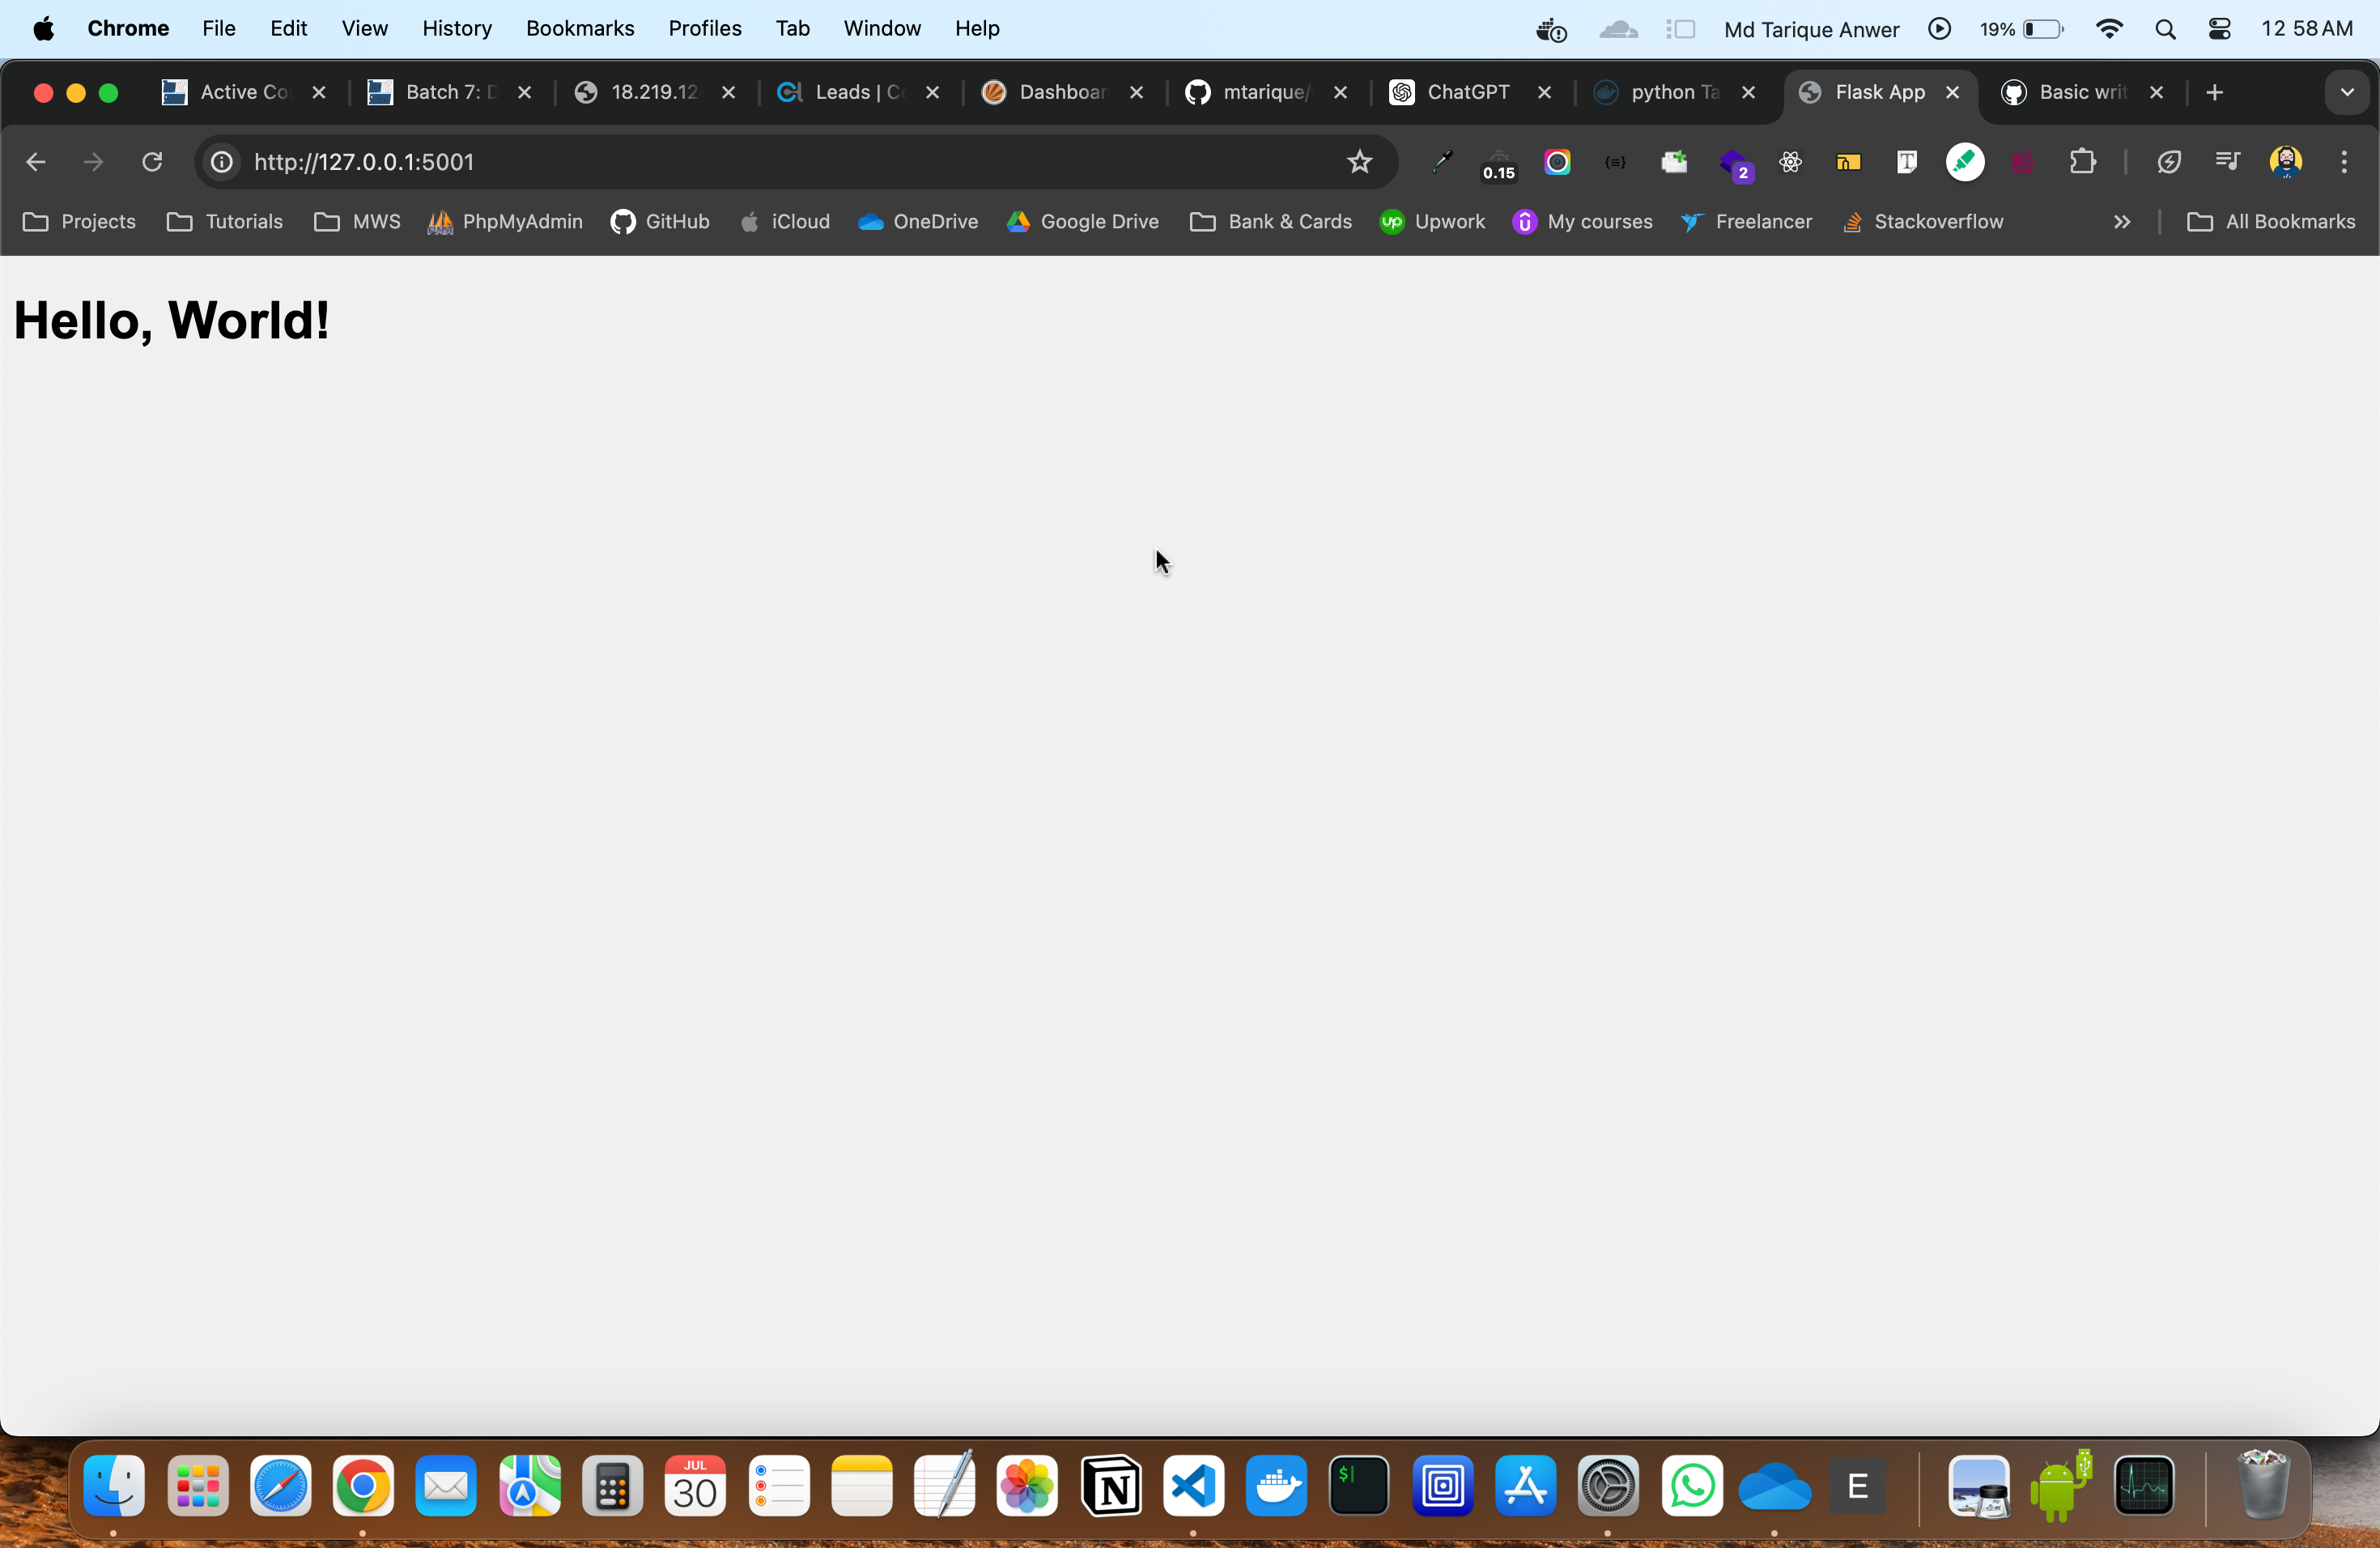 Chrome File Edit View History Bookmarks Profiles Tab Window Help Md Tarique Anwer 19% 12 58 AM
Active Co Batch 7: D 18.219.12 Leads | C Dashboar mtarique/ ChatGPT python Ta Flask App Basic writ
http://127.0.0.1:5001 0.15 2
Projects Tutorials MWS PhpMyAdmin GitHub iCloud OneDrive Google Drive Bank & Cards Upwork My courses Freelancer Stackoverflow All Bookmarks
Hello, World!
JUL
30
$
E